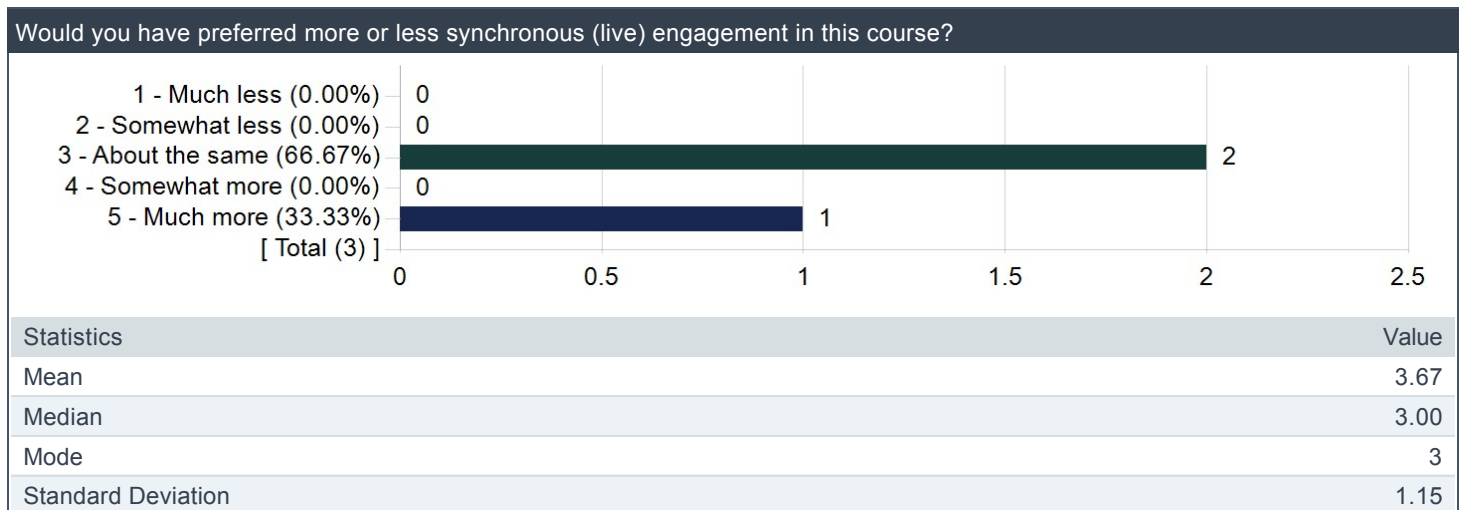 Would you have preferred more or less synchronous (live) engagement in this course?
1 - Much less (0.00%) 0
2 - Somewhat less (0.00%) 0
3 - About the same (66.67%) 2
4 - Somewhat more (0.00%) 0
5 - Much more (33.33%) 1
[ Total (3) ]
0 0.5 1 1.5 2 2.5
Statistics Value
Mean 3.67
Median 3.00
Mode 3
Standard Deviation 1.15